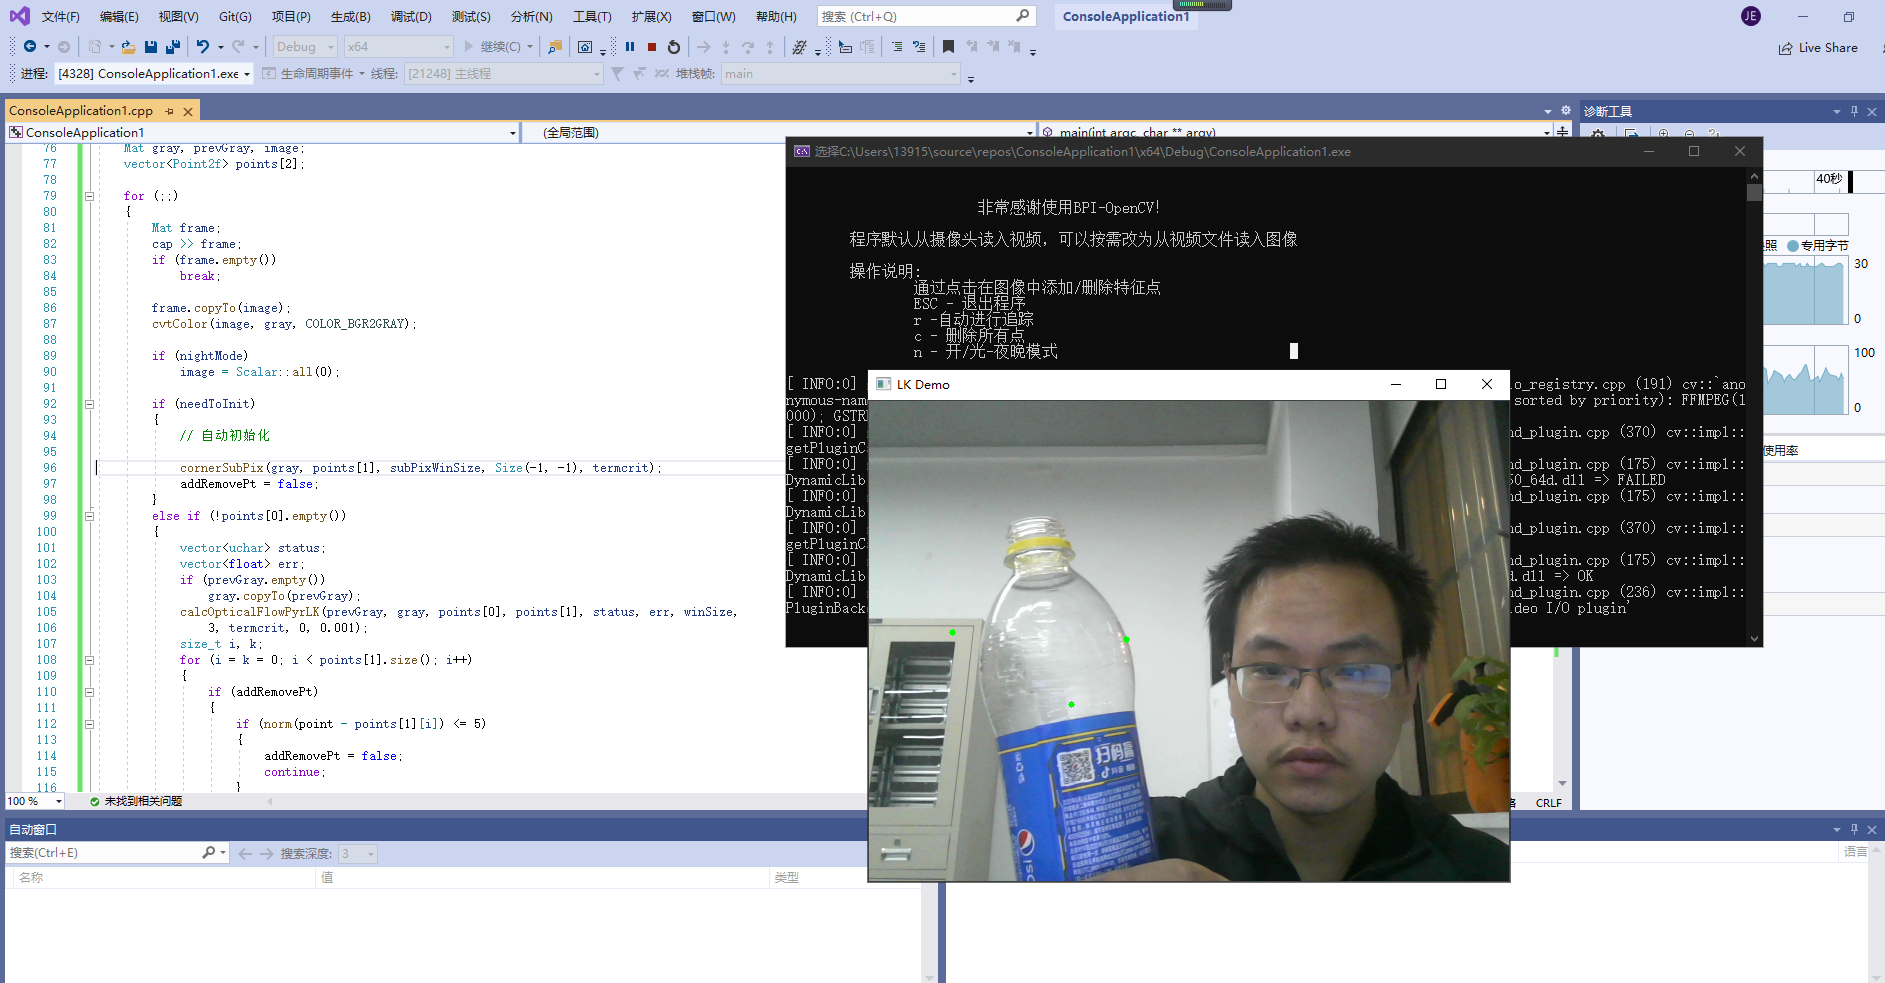 文件(F) 编辑(E) 视图(V) Git(G) 项目(P) 生成(B) 调试(D) 测试(S) 分析(N) 工具(T) 扩展(X) 窗口(W) 帮助(H) 搜索 (Ctrl+Q) ConsoleApplication1 JE
Debug x64 继续(C) Live Share
进程: [4328] ConsoleApplication1.exe 生命周期事件 线程: [21248] 主线程 堆栈帧: main
ConsoleApplication1.cpp
诊断工具
ConsoleApplication1 (全局范围) main(int argc, char ** argv)
76 Mat gray, prevGray, image;
77 vector<Point2f> points[2];
78
79 for (;;)
80 {
81 Mat frame;
82 cap >> frame;
83 if (frame.empty())
84 break;
85
86 frame.copyTo(image);
87 cvtColor(image, gray, COLOR_BGR2GRAY);
88
89 if (nightMode)
90 image = Scalar::all(0);
91
92 if (needToInit)
93 {
94 // 自动初始化
95
96 cornerSubPix(gray, points[1], subPixWinSize, Size(-1, -1), termcrit);
97 addRemovePt = false;
98 }
99 else if (!points[0].empty())
100 {
101 vector<uchar> status;
102 vector<float> err;
103 if (prevGray.empty())
104 gray.copyTo(prevGray);
105 calcOpticalFlowPyrLK(prevGray, gray, points[0], points[1], status, err, winSize,
106 3, termcrit, 0, 0.001);
107 size_t i, k;
108 for (i = k = 0; i < points[1].size(); i++)
109 {
110 if (addRemovePt)
111 {
112 if (norm(point - points[1][i]) <= 5)
113 {
114 addRemovePt = false;
115 continue;
116 }
100 % 未找到相关问题 CRLF
选择C:\Users\13915\source\repos\ConsoleApplication1\x64\Debug\ConsoleApplication1.exe
非常感谢使用BPI-OpenCV!
程序默认从摄像头读入视频，可以按需改为从视频文件读入图像
操作说明:
通过点击在图像中添加/删除特征点
ESC - 退出程序
r -自动进行追踪
c - 删除所有点
n - 开/光-夜晚模式
[ INFO:0] o_registry.cpp (191) cv::`ano
nymous-nam sorted by priority): FFMPEG(1
000); GSTR
[ INFO:0] nd_plugin.cpp (370) cv::impl::
getPluginC
[ INFO:0] nd_plugin.cpp (175) cv::impl::
DynamicLib 50_64d.dll => FAILED
[ INFO:0] nd_plugin.cpp (175) cv::impl::
DynamicLib
[ INFO:0] nd_plugin.cpp (370) cv::impl::
getPluginC
[ INFO:0] nd_plugin.cpp (175) cv::impl::
DynamicLib d.dll => OK
[ INFO:0] nd_plugin.cpp (236) cv::impl::
PluginBack deo I/O plugin'
LK Demo
扫码赢
pepsi
40秒
照 专用字节
30
0
100
0
使用率
自动窗口
搜索(Ctrl+E) 搜索深度: 3
名称 值 类型
语言